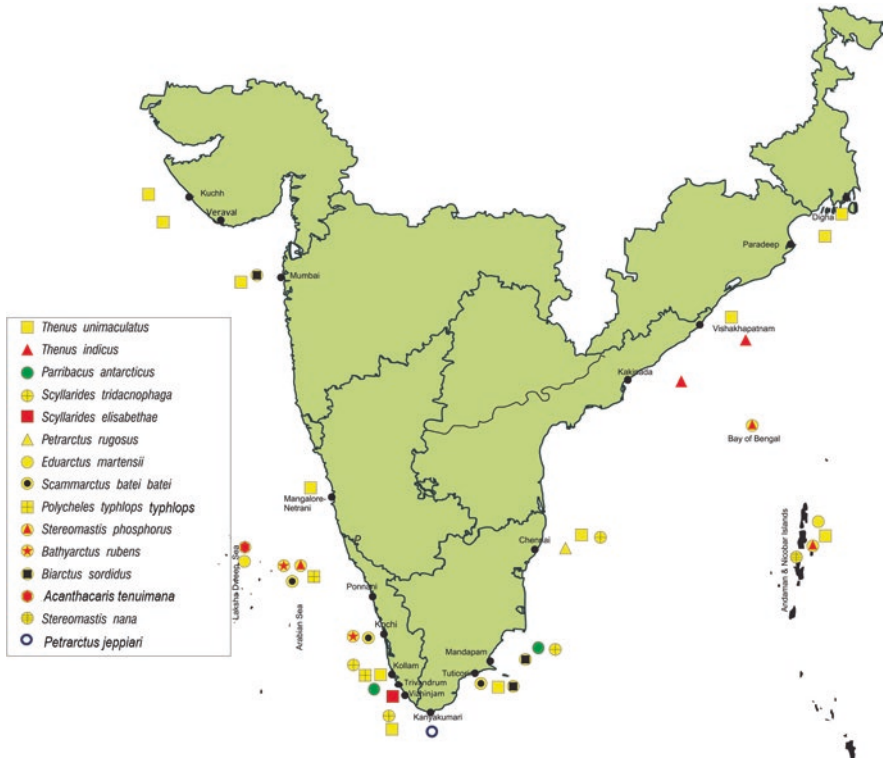 Kuchh
Veraval
Mumbai
Digha
Paradeep
Vishakhapatnam
Kakinada
Bay of Bengal
Thenus unimaculatus
Thenus indicus
Parribacus antarcticus
Scyllarides tridacnophaga
Scyllarides elisabethae
Petrarctus rugosus
Eduarctus martensii
Scammarctus batei batei
Polycheles typhlops typhlops
Stereomastis phosphorus
Bathyarctus rubens
Biarctus sordidus
Acanthacaris tenuimana
Stereomastis nana
Petrarctus jeppiari
Mangalore-
Netrani
Laksha Dweep Sea
Arabian Sea
Chennai
Andaman & Nicobar Islands
Ponnani
Kochi
Mandapam
Kollam
Tuticori
Trivandrum
Vizhinjam
Kanyakumari